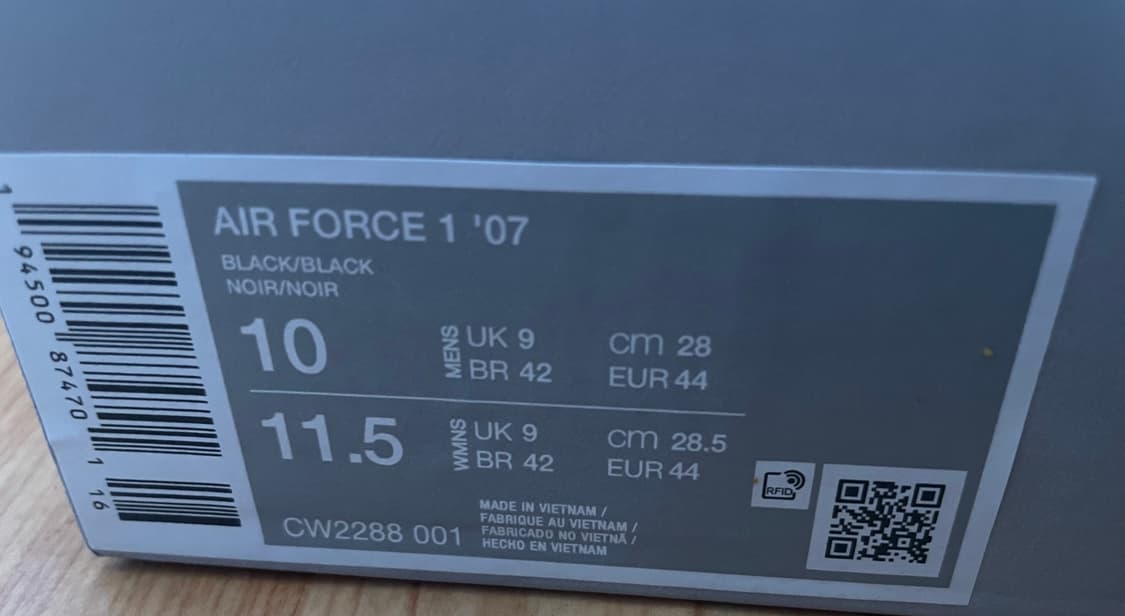 AIR FORCE 1 '07
BLACK/BLACK
NOIR/NOIR
10
MENS
UK 9
BR 42
cm 28
EUR 44
11.5
WMNS
UK 9
BR 42
cm 28.5
EUR 44
CW2288 001
MADE IN VIETNAM /
FABRIQUE AU VIETNAM /
FABRICADO NO VIETNÃ /
HECHO EN VIETNAM
RFID
1 94500 87470 1 16